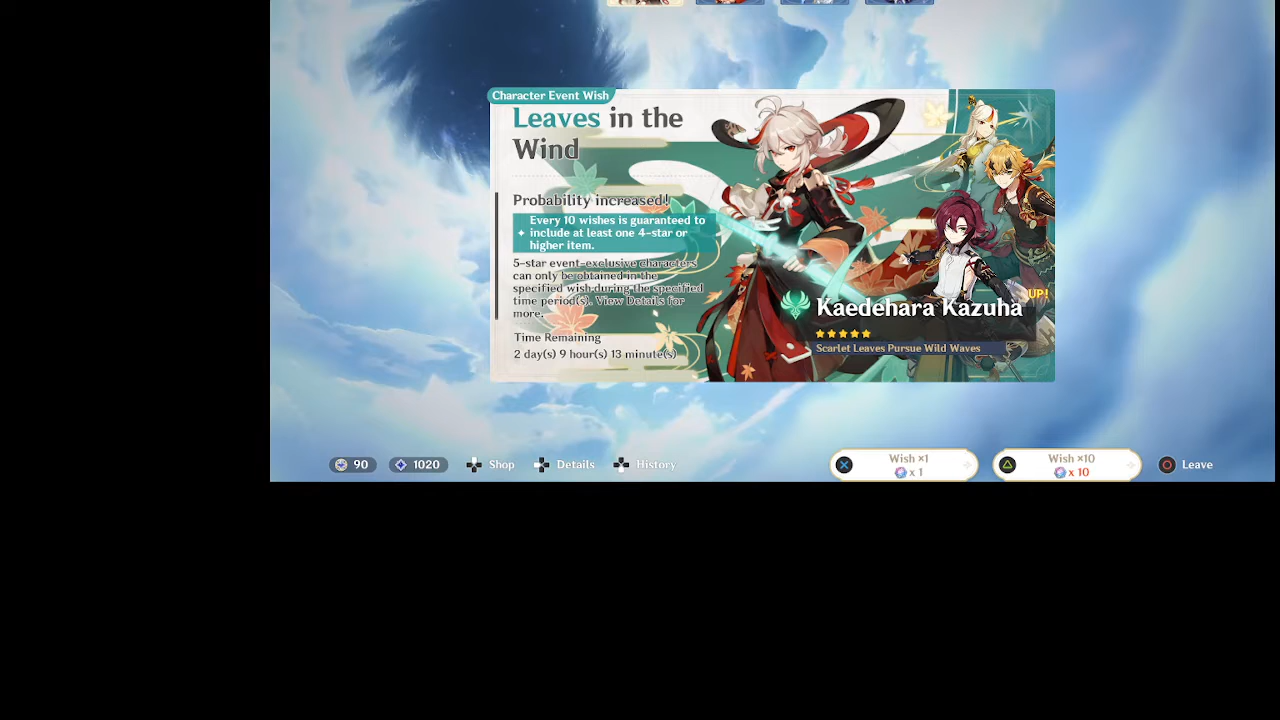 Character Event Wish
Leaves in the
Wind
Probability increased!
Every 10 wishes is guaranteed to
include at least one 4-star or
higher item.
5-star event-exclusive characters
can only be obtained in the
specified wish during the specified
time period(s). View Details for
more.
Time Remaining
2 day(s) 9 hour(s) 13 minute(s)
UP!
Kaedehara Kazuha
Scarlet Leaves Pursue Wild Waves
90
1020
Shop
Details
History
Wish ×1
x 1
Wish ×10
x 10
Leave